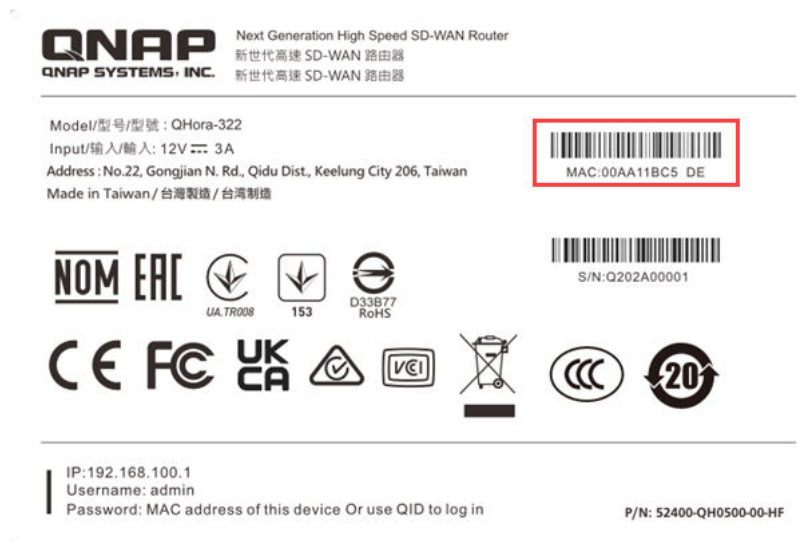 QNAP
QNAP SYSTEMS, INC.
Next Generation High Speed SD-WAN Router
新世代高速 SD-WAN 路由器
新世代高速 SD-WAN 路由器
Model/型号/型號 : QHora-322
Input/输入/輸入: 12V 3A
Address : No.22, Gongjian N. Rd., Qidu Dist., Keelung City 206, Taiwan
Made in Taiwan / 台灣製造 / 台湾制造
MAC:00AA11BC5 DE
S/N:Q202A00001
NOM EAC
UA.TR008
153
D33B77
RoHS
CE FC UK
CA
VCI
CCC
20
IP:192.168.100.1
Username: admin
Password: MAC address of this device Or use QID to log in
P/N: 52400-QH0500-00-HF